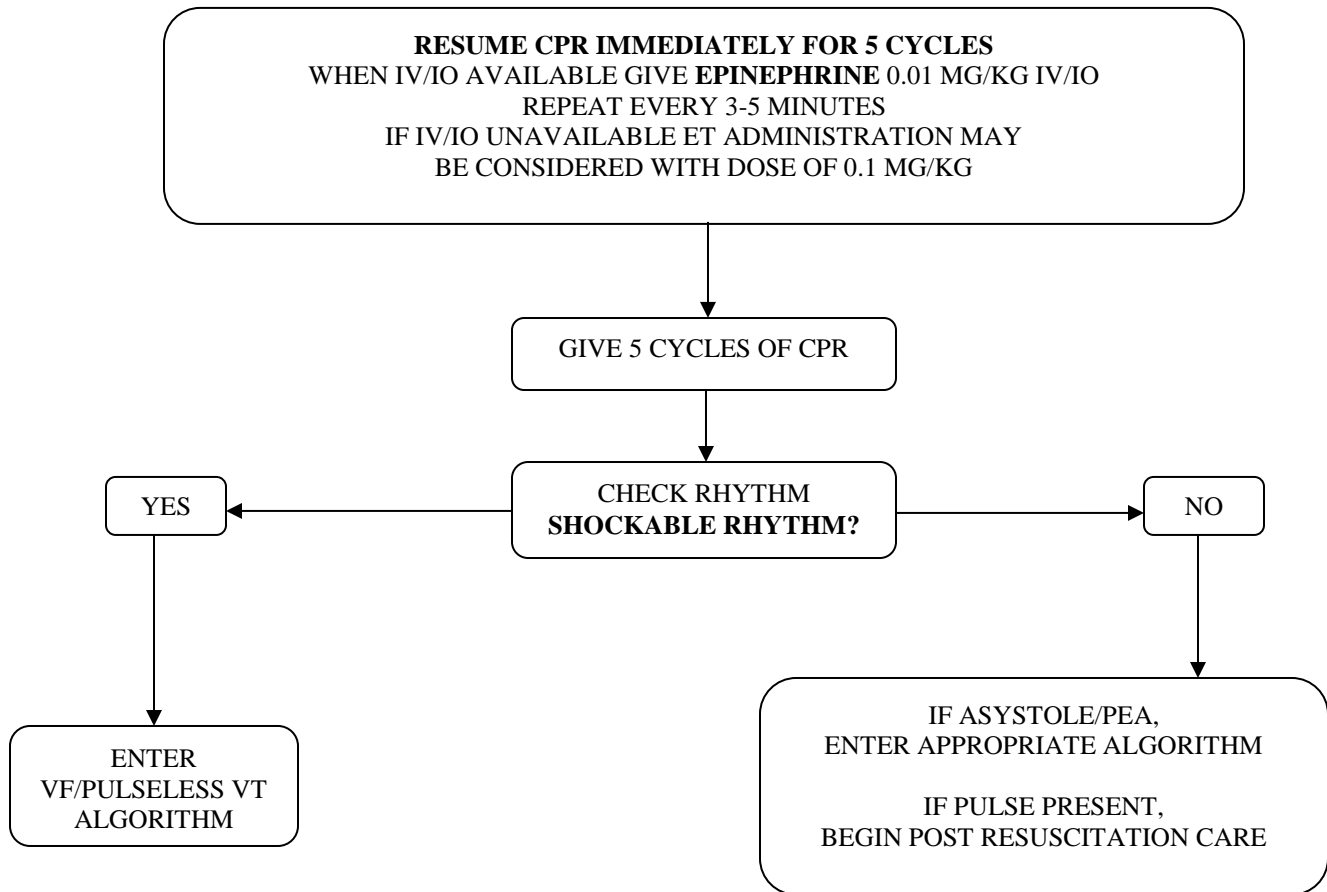 RESUME CPR IMMEDIATELY FOR 5 CYCLES
WHEN IV/IO AVAILABLE GIVE EPINEPHRINE 0.01 MG/KG IV/IO
REPEAT EVERY 3-5 MINUTES
IF IV/IO UNAVAILABLE ET ADMINISTRATION MAY
BE CONSIDERED WITH DOSE OF 0.1 MG/KG
GIVE 5 CYCLES OF CPR
CHECK RHYTHM
SHOCKABLE RHYTHM?
YES
NO
ENTER
VF/PULSELESS VT
ALGORITHM
IF ASYSTOLE/PEA,
ENTER APPROPRIATE ALGORITHM
IF PULSE PRESENT,
BEGIN POST RESUSCITATION CARE